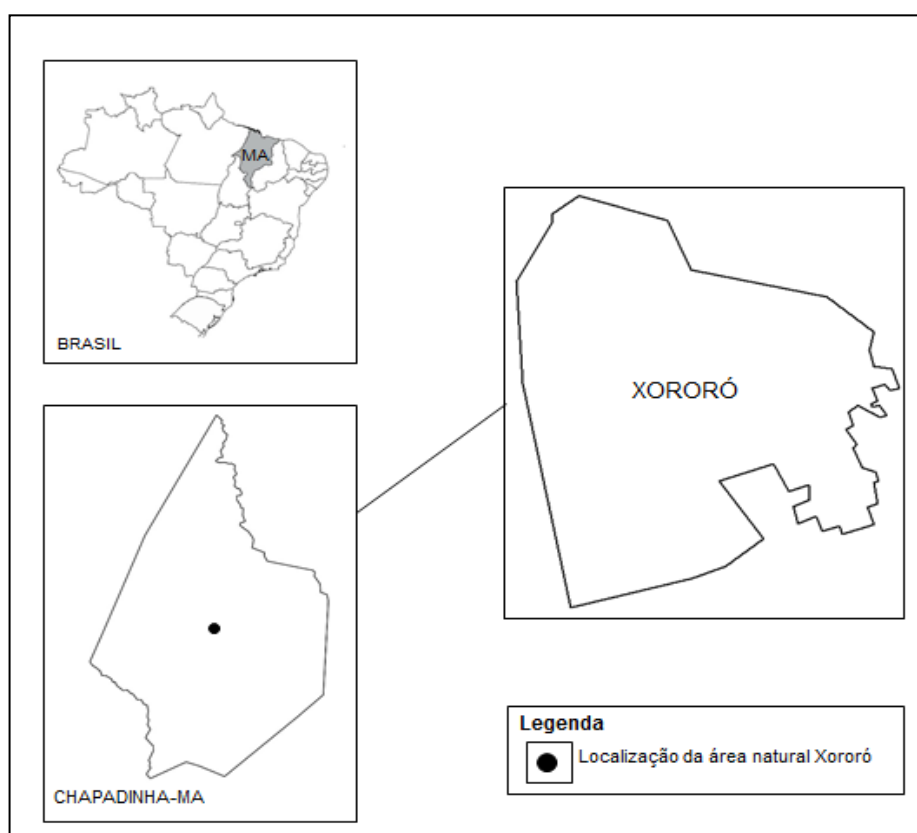 MA
BRASIL
XORORÓ
CHAPADINHA-MA
Legenda
Localização da área natural Xororó